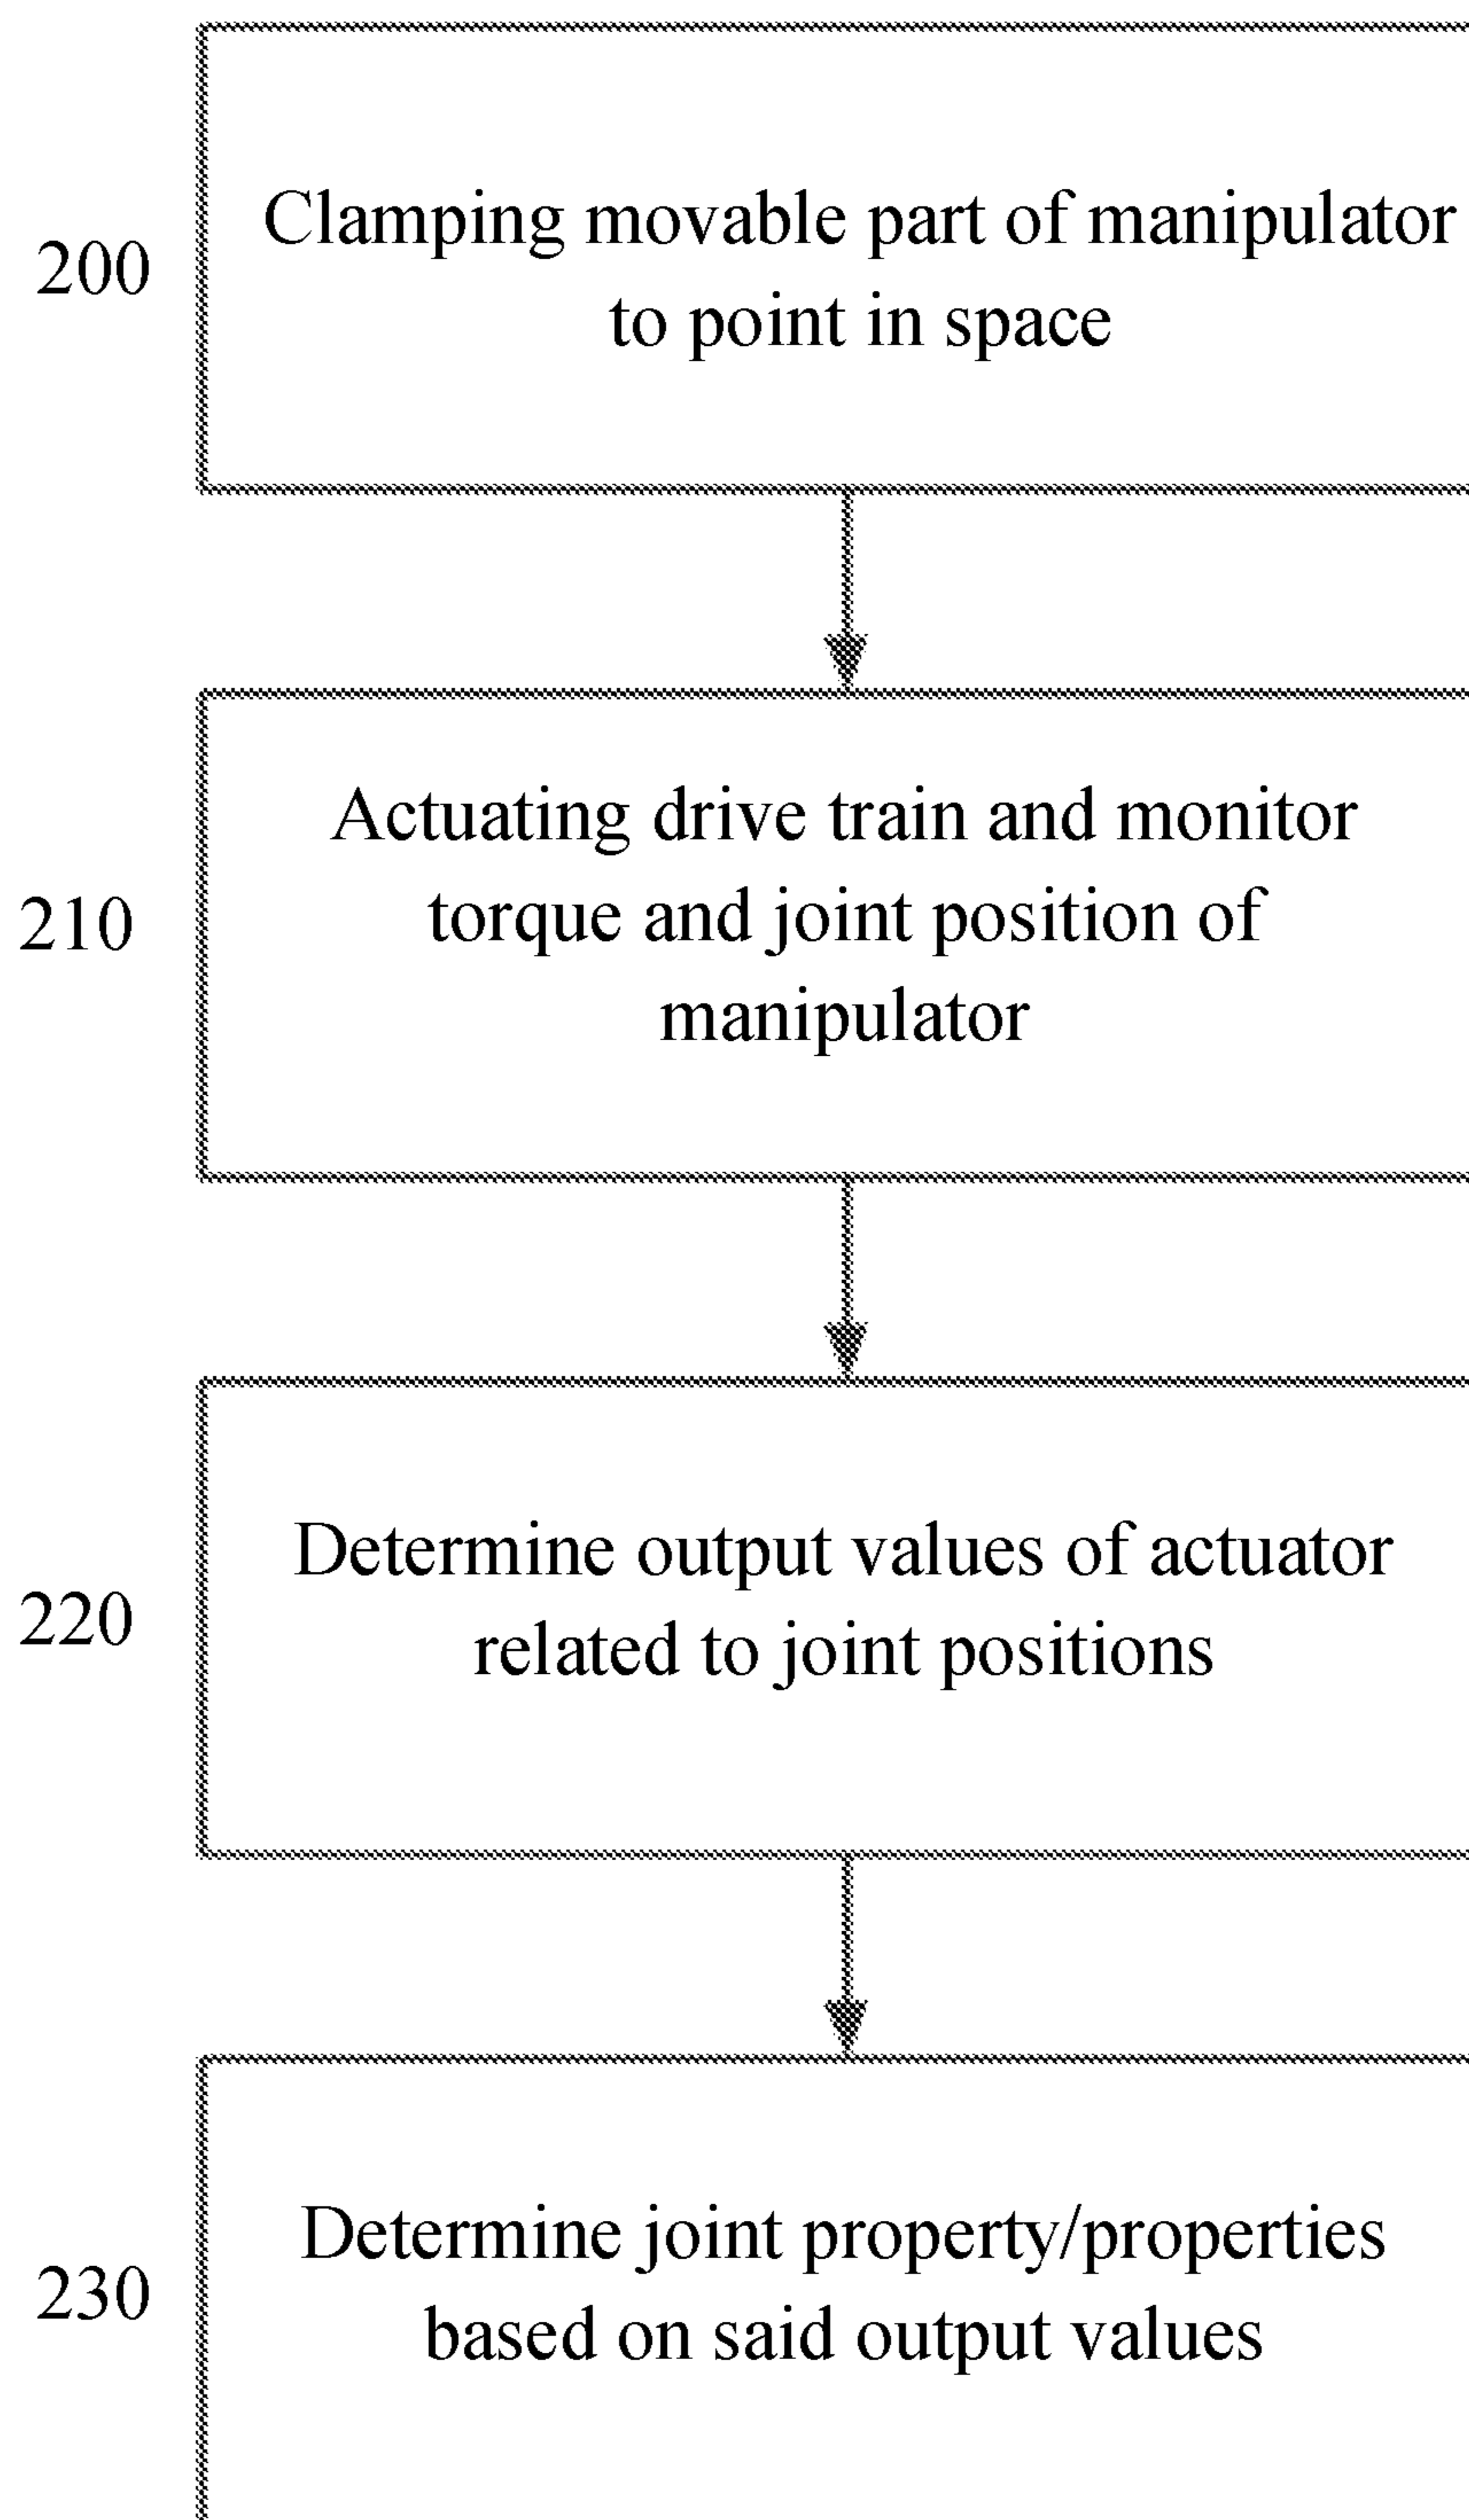 200
Clamping movable part of manipulator
to point in space
210
Actuating drive train and monitor
torque and joint position of
manipulator
220
Determine output values of actuator
related to joint positions
230
Determine joint property/properties
based on said output values